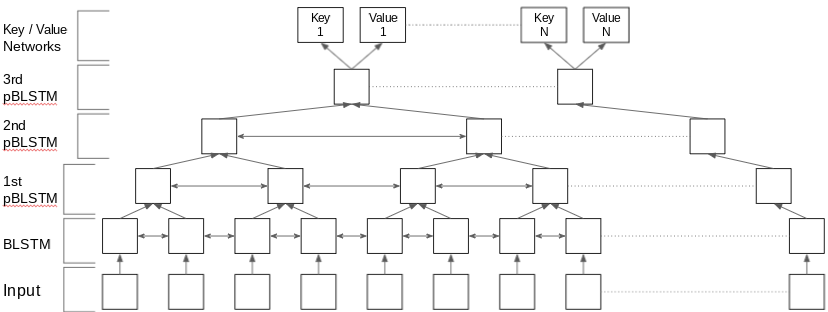 Key / Value
Networks
Key
1
Value
1
Key
N
Value
N
3rd
pBLSTM
2nd
pBLSTM
1st
pBLSTM
BLSTM
Input